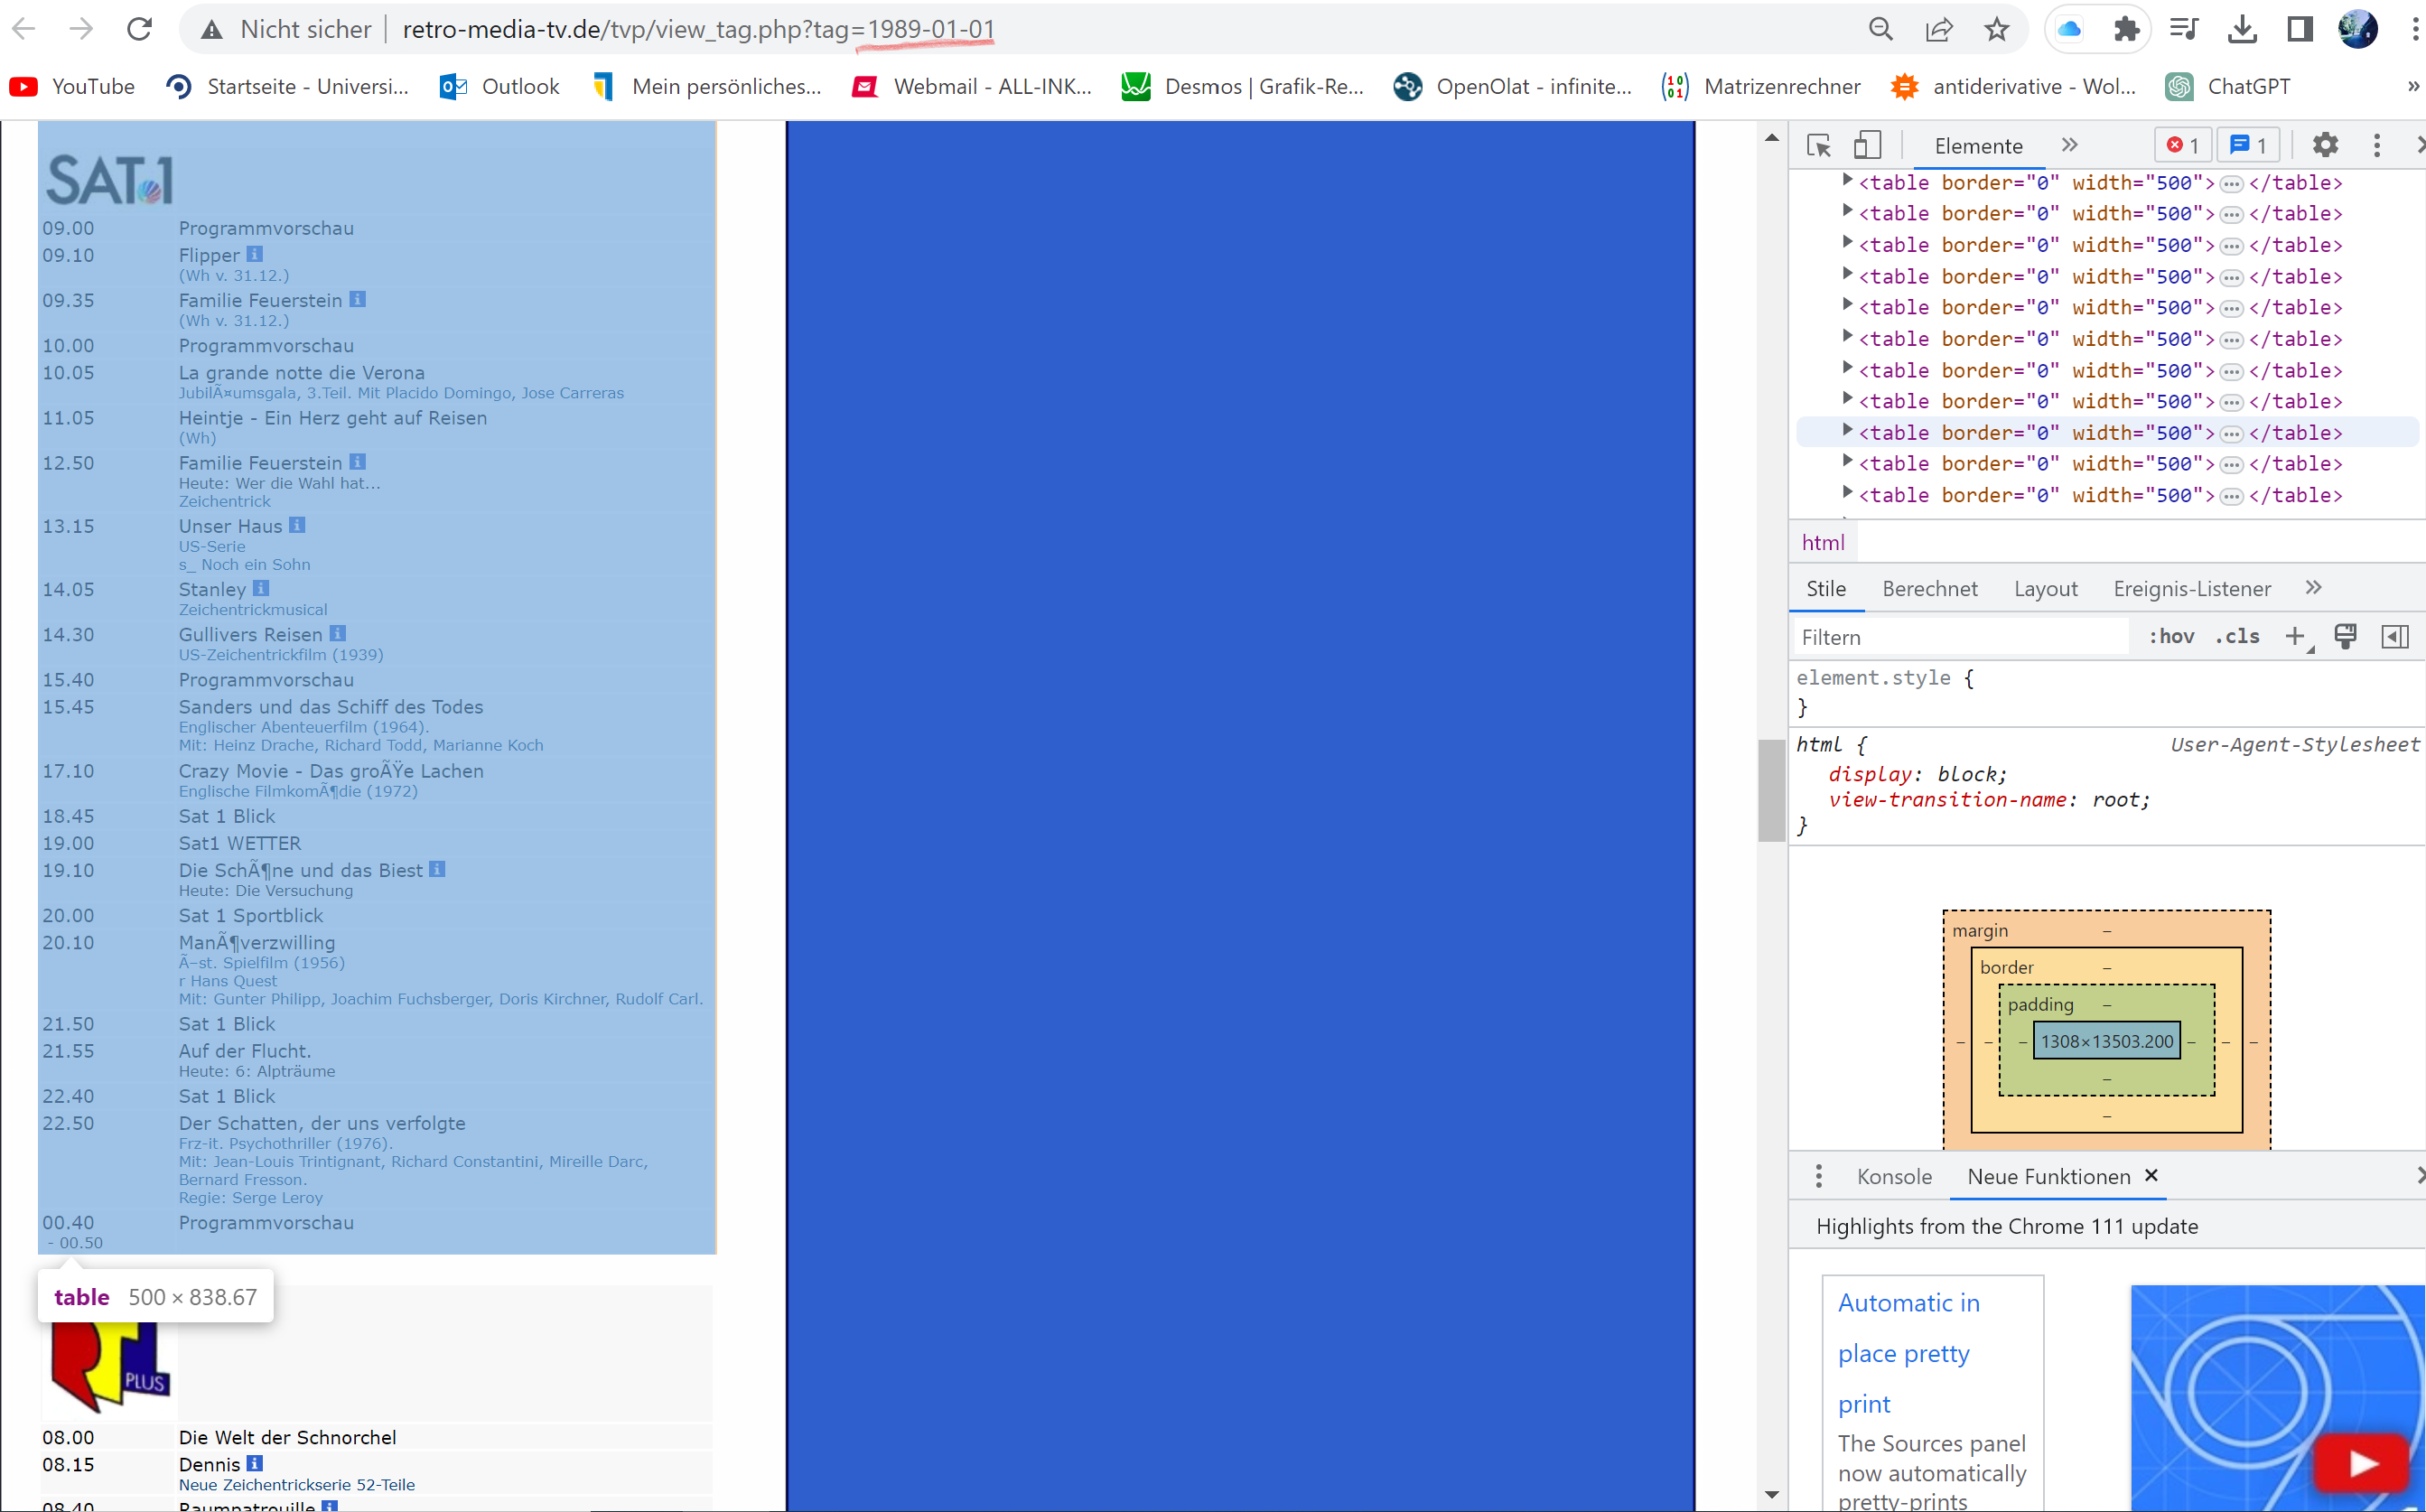 Nicht sicher retro-media-tv.de/tvp/view_tag.php?tag=1989-01-01
YouTube Startseite - Universi... Outlook Mein persönliches... Webmail - ALL-INK... Desmos | Grafik-Re... OpenOlat - infinite... Matrizenrechner antiderivative - Wol... ChatGPT »
SAT.1
09.00 Programmvorschau
09.10 Flipper
(Wh v. 31.12.)
09.35 Familie Feuerstein
(Wh v. 31.12.)
10.00 Programmvorschau
10.05 La grande notte die Verona
JubilÃ¤umsgala, 3.Teil. Mit Placido Domingo, Jose Carreras
11.05 Heintje - Ein Herz geht auf Reisen
(Wh)
12.50 Familie Feuerstein
Heute: Wer die Wahl hat...
Zeichentrick
13.15 Unser Haus
US-Serie
s_ Noch ein Sohn
14.05 Stanley
Zeichentrickmusical
14.30 Gullivers Reisen
US-Zeichentrickfilm (1939)
15.40 Programmvorschau
15.45 Sanders und das Schiff des Todes
Englischer Abenteuerfilm (1964).
Mit: Heinz Drache, Richard Todd, Marianne Koch
17.10 Crazy Movie - Das groÃŸe Lachen
Englische FilmkomÃ¶die (1972)
18.45 Sat 1 Blick
19.00 Sat1 WETTER
19.10 Die SchÃ¶ne und das Biest
Heute: Die Versuchung
20.00 Sat 1 Sportblick
20.10 ManÃ¶verzwilling
Ã–st. Spielfilm (1956)
r Hans Quest
Mit: Gunter Philipp, Joachim Fuchsberger, Doris Kirchner, Rudolf Carl.
21.50 Sat 1 Blick
21.55 Auf der Flucht.
Heute: 6: Alpträume
22.40 Sat 1 Blick
22.50 Der Schatten, der uns verfolgte
Frz-it. Psychothriller (1976).
Mit: Jean-Louis Trintignant, Richard Constantini, Mireille Darc,
Bernard Fresson.
Regie: Serge Leroy
00.40 Programmvorschau
- 00.50
table 500 × 838.67
RTL PLUS
08.00 Die Welt der Schnorchel
08.15 Dennis
Neue Zeichentrickserie 52-Teile
08.40 Raumpatrouille
Elemente » 1 1
<table border="0" width="500">…</table>
<table border="0" width="500">…</table>
<table border="0" width="500">…</table>
<table border="0" width="500">…</table>
<table border="0" width="500">…</table>
<table border="0" width="500">…</table>
<table border="0" width="500">…</table>
<table border="0" width="500">…</table>
<table border="0" width="500">…</table>
<table border="0" width="500">…</table>
<table border="0" width="500">…</table>
html
Stile Berechnet Layout Ereignis-Listener »
Filtern :hov .cls +
element.style {
}
html { User-Agent-Stylesheet
display: block;
view-transition-name: root;
}
margin –
border –
padding –
– – – 1308×13503.200 – – –
–
–
Konsole Neue Funktionen ×
Highlights from the Chrome 111 update
Automatic in
place pretty
print
The Sources panel
now automatically
pretty-prints